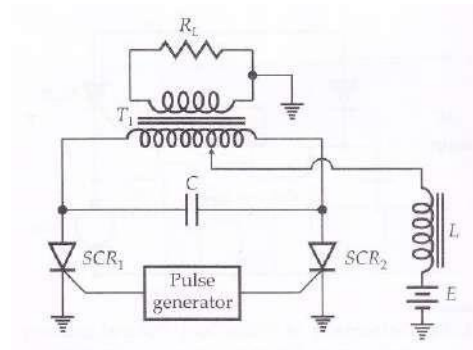 R_L
T_1
C
L
SCR_1
SCR_2
Pulse
generator
E